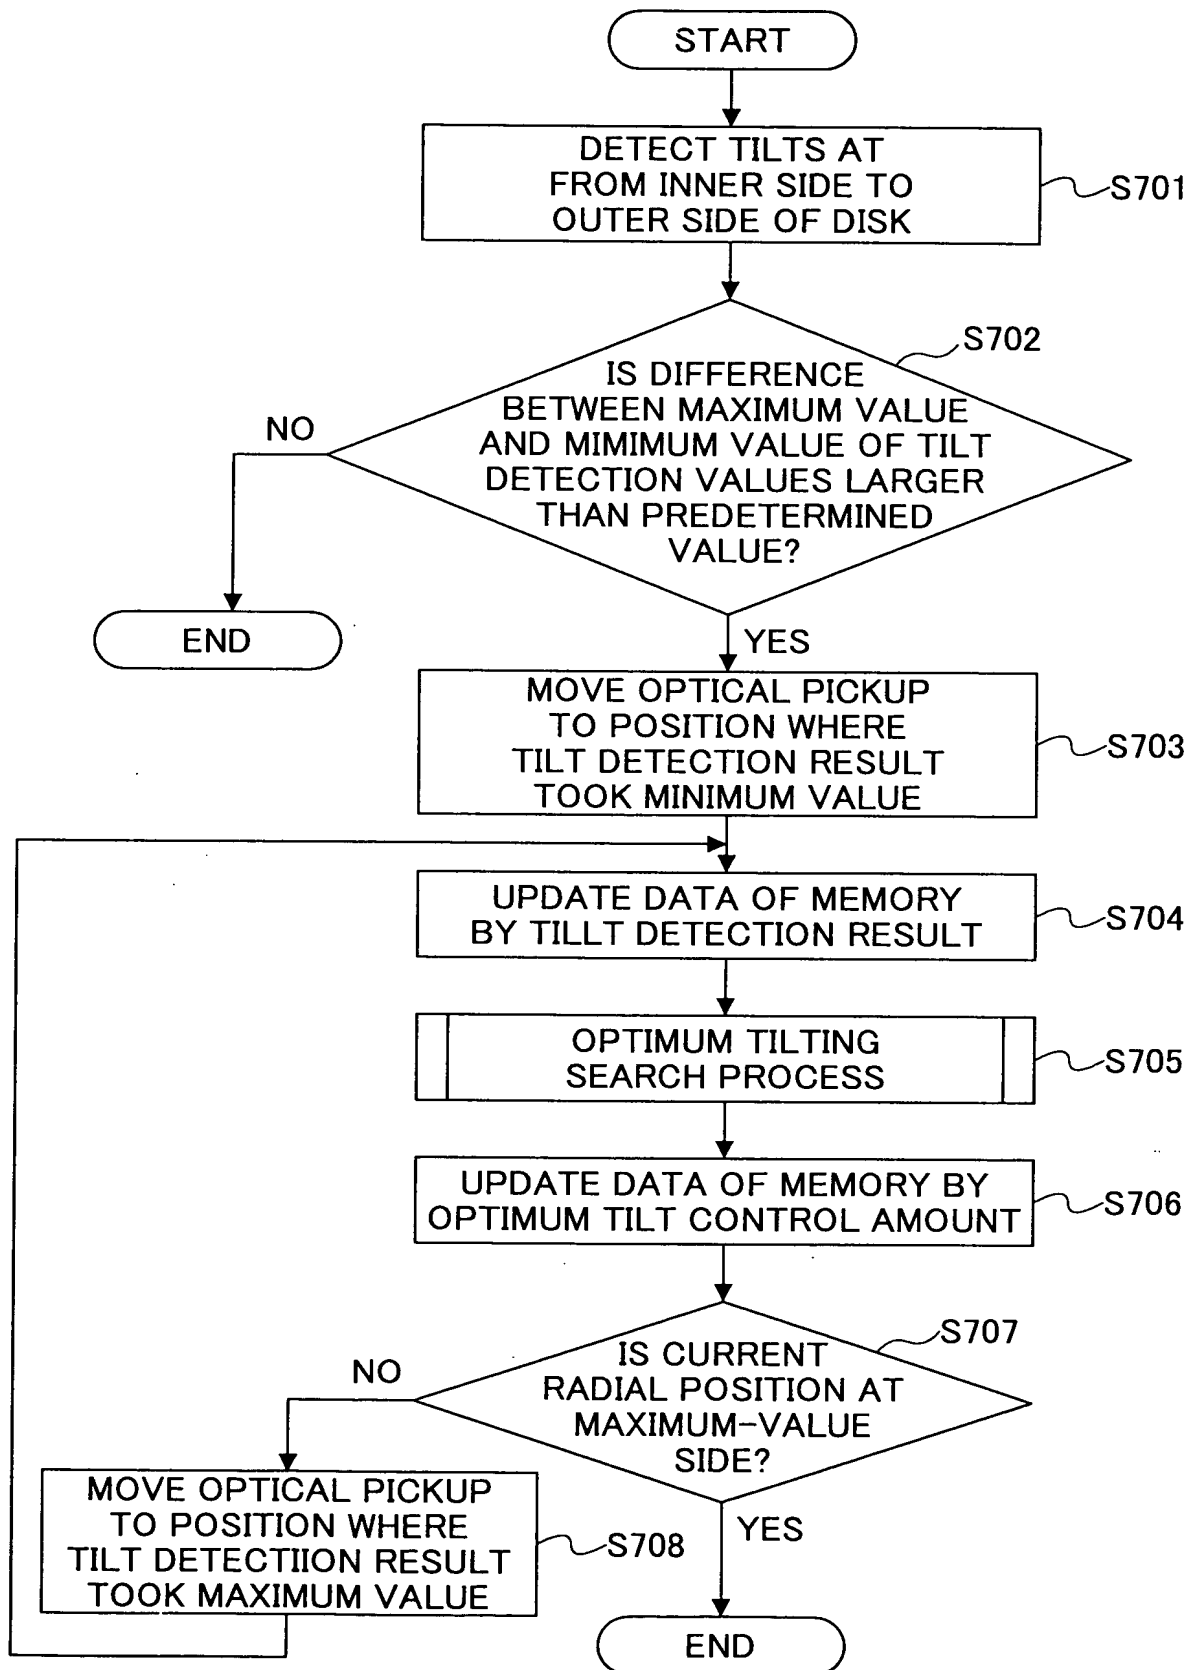 START
DETECT TILTS AT
FROM INNER SIDE TO
OUTER SIDE OF DISK
S701
S702
IS DIFFERENCE
BETWEEN MAXIMUM VALUE
AND MIMIMUM VALUE OF TILT
DETECTION VALUES LARGER
THAN PREDETERMINED
VALUE?
NO
END
YES
MOVE OPTICAL PICKUP
TO POSITION WHERE
TILT DETECTION RESULT
TOOK MINIMUM VALUE
S703
UPDATE DATA OF MEMORY
BY TILLT DETECTION RESULT
S704
OPTIMUM TILTING
SEARCH PROCESS
S705
UPDATE DATA OF MEMORY BY
OPTIMUM TILT CONTROL AMOUNT
S706
S707
IS CURRENT
RADIAL POSITION AT
MAXIMUM-VALUE
SIDE?
NO
MOVE OPTICAL PICKUP
TO POSITION WHERE
TILT DETECTIION RESULT
TOOK MAXIMUM VALUE
S708
YES
END